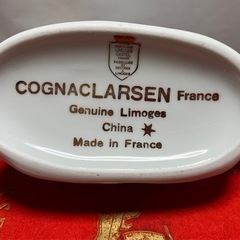 COGNACLARSEN France
Genuine Limoges
China
Made in France